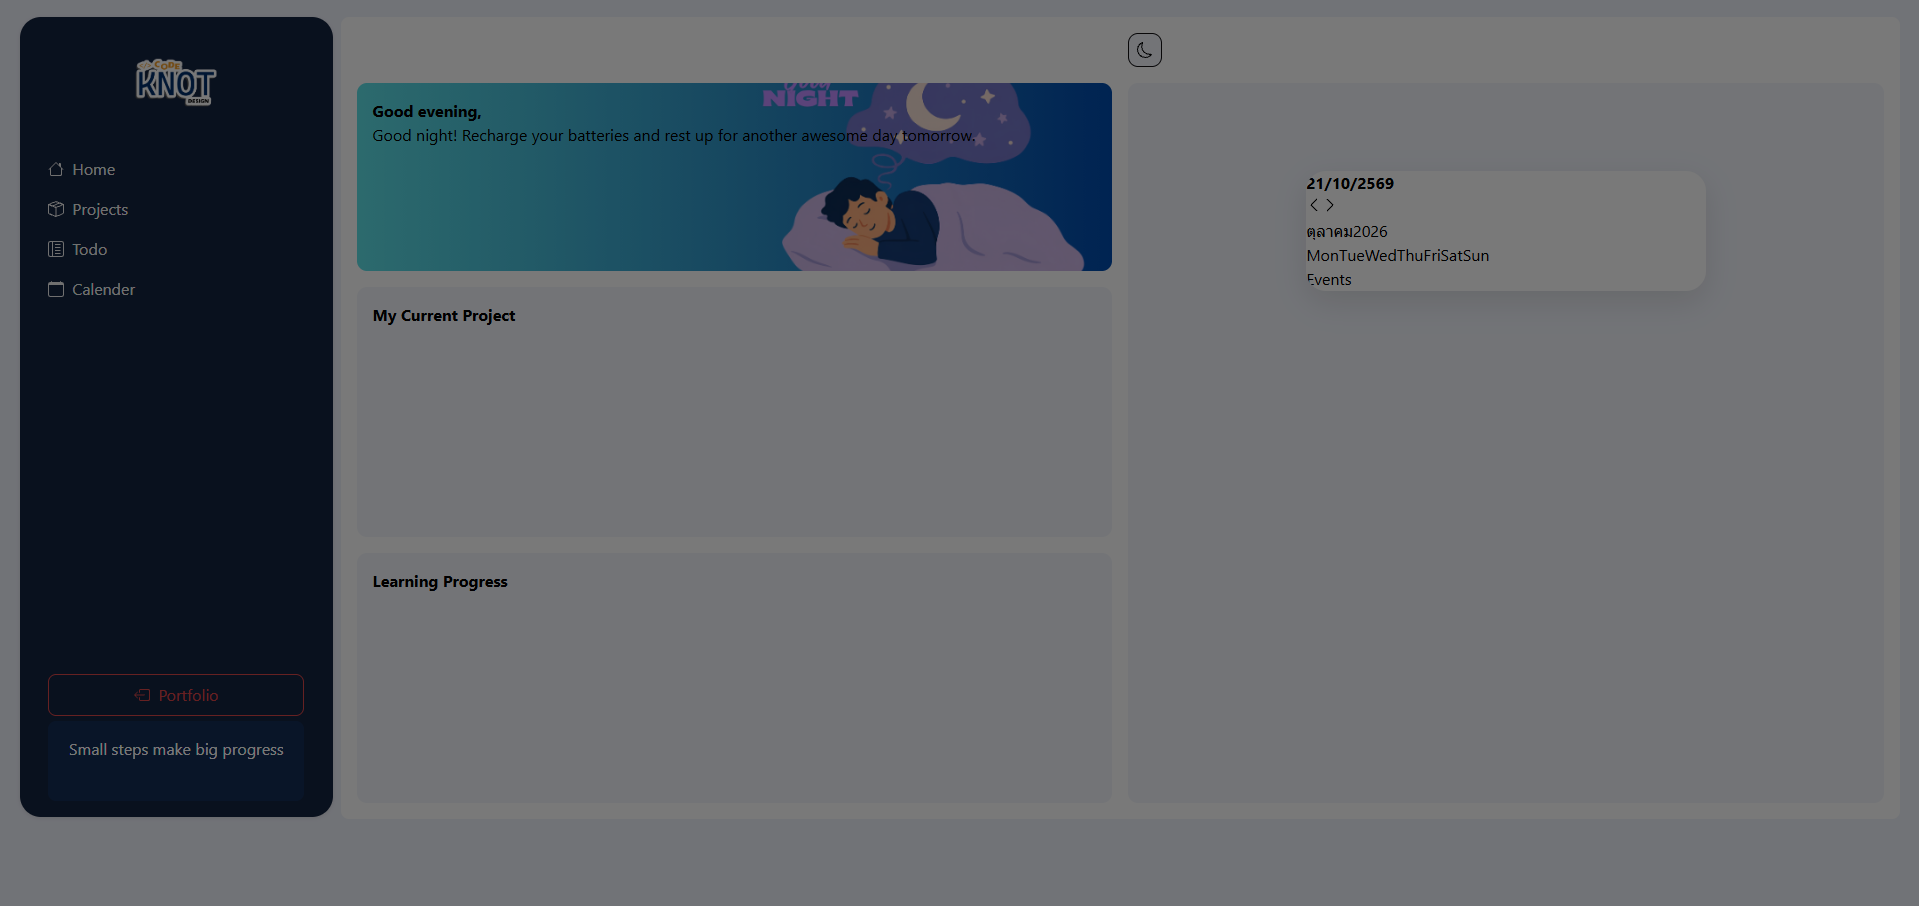 CODE
KNOT
DESIGN
Home
Projects
Todo
Calender
Portfolio
Small steps make big progress
NIGHT
Good evening,
Good night! Recharge your batteries and rest up for another awesome day tomorrow.
My Current Project
Learning Progress
21/10/2569
ตุลาคม2026
MonTueWedThuFriSatSun
Events